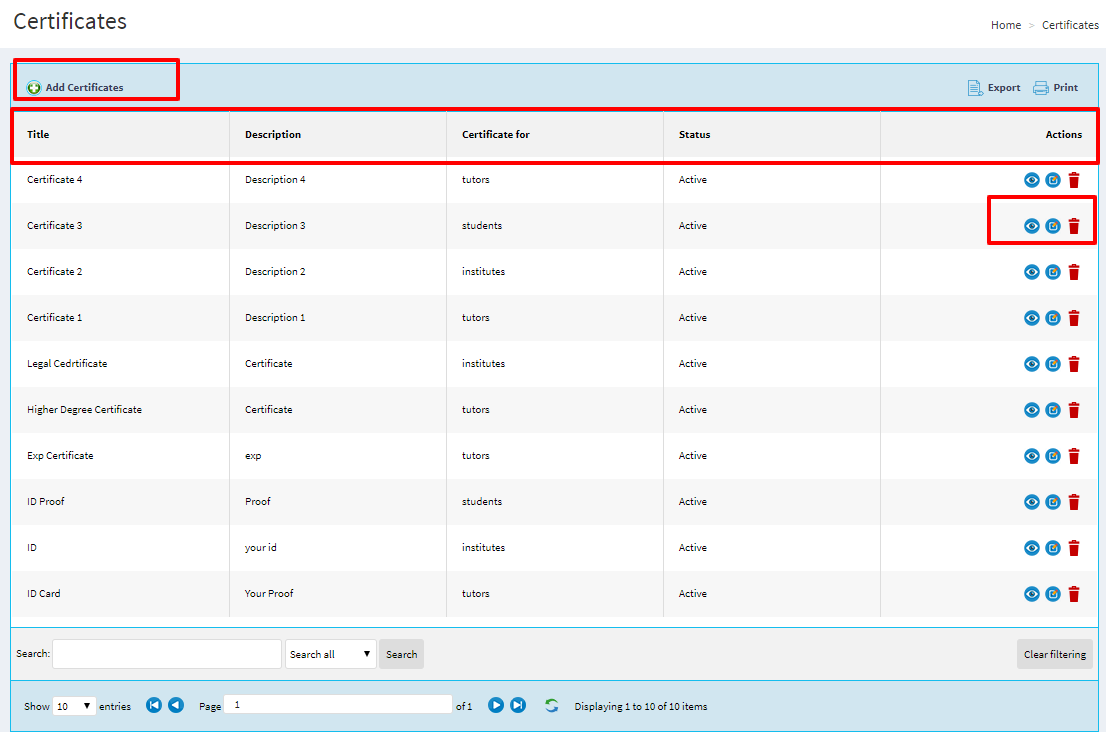 Certificates
Home > Certificates
Add Certificates Export Print
Title Description Certificate for Status Actions
Certificate 4 Description 4 tutors Active
Certificate 3 Description 3 students Active
Certificate 2 Description 2 institutes Active
Certificate 1 Description 1 tutors Active
Legal Cedrtificate Certificate institutes Active
Higher Degree Certificate Certificate tutors Active
Exp Certificate exp tutors Active
ID Proof Proof students Active
ID your id institutes Active
ID Card Your Proof tutors Active
Search: Search all Search Clear filtering
Show 10 entries Page 1 of 1 Displaying 1 to 10 of 10 items